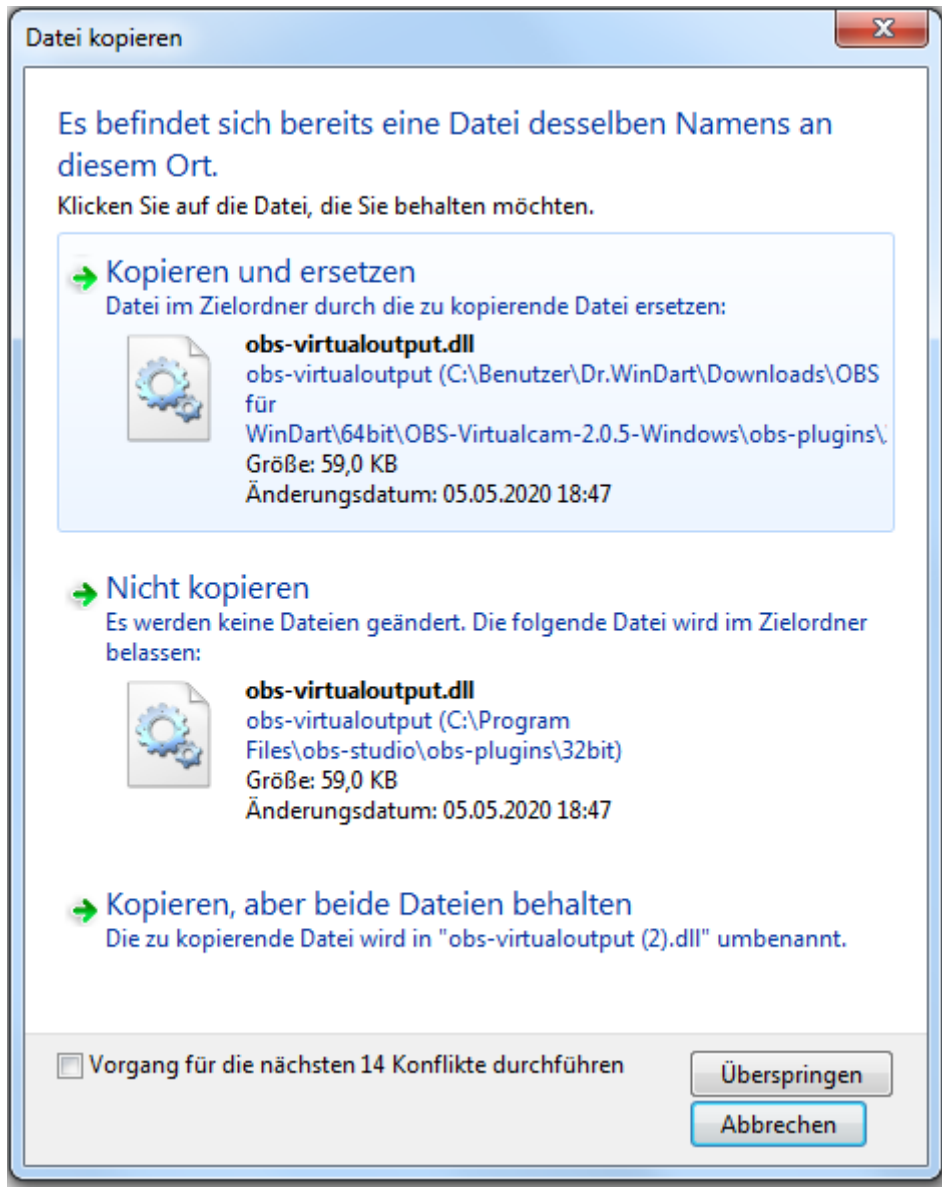 Datei kopieren
Es befindet sich bereits eine Datei desselben Namens an
diesem Ort.
Klicken Sie auf die Datei, die Sie behalten möchten.
Kopieren und ersetzen
Datei im Zielordner durch die zu kopierende Datei ersetzen:
obs-virtualoutput.dll
obs-virtualoutput (C:\Benutzer\Dr.WinDart\Downloads\OBS
für
WinDart\64bit\OBS-Virtualcam-2.0.5-Windows\obs-plugins\
Größe: 59,0 KB
Änderungsdatum: 05.05.2020 18:47
Nicht kopieren
Es werden keine Dateien geändert. Die folgende Datei wird im Zielordner
belassen:
obs-virtualoutput.dll
obs-virtualoutput (C:\Program
Files\obs-studio\obs-plugins\32bit)
Größe: 59,0 KB
Änderungsdatum: 05.05.2020 18:47
Kopieren, aber beide Dateien behalten
Die zu kopierende Datei wird in "obs-virtualoutput (2).dll" umbenannt.
Vorgang für die nächsten 14 Konflikte durchführen
Überspringen
Abbrechen